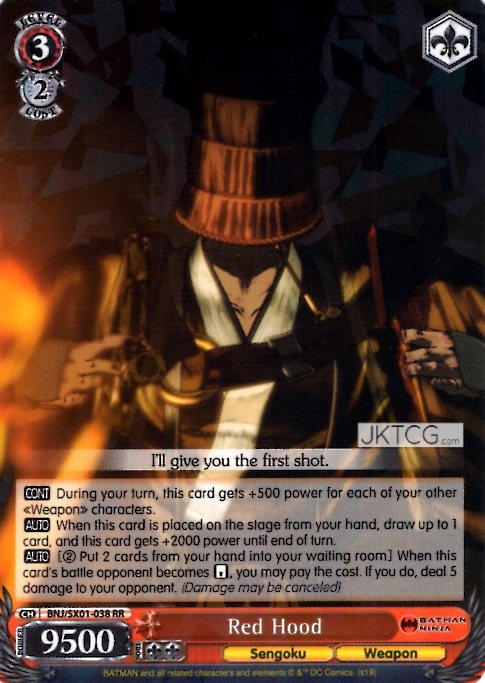 LEVEL
3
2
COST
JKTCG.com
I'll give you the first shot.
CONT During your turn, this card gets +500 power for each of your other
«Weapon» characters.
AUTO When this card is placed on the stage from your hand, draw up to 1
card, and this card gets +2000 power until end of turn.
AUTO [② Put 2 cards from your hand into your waiting room] When this
card's battle opponent becomes , you may pay the cost. If you do, deal 5
damage to your opponent. (Damage may be canceled)
CH BNJ/SX01-038 RR
POWER 9500 SOUL
Red Hood
BATMAN
NINJA
Sengoku Weapon
BATMAN and all related characters and elements © & ™ DC Comics. (s19)